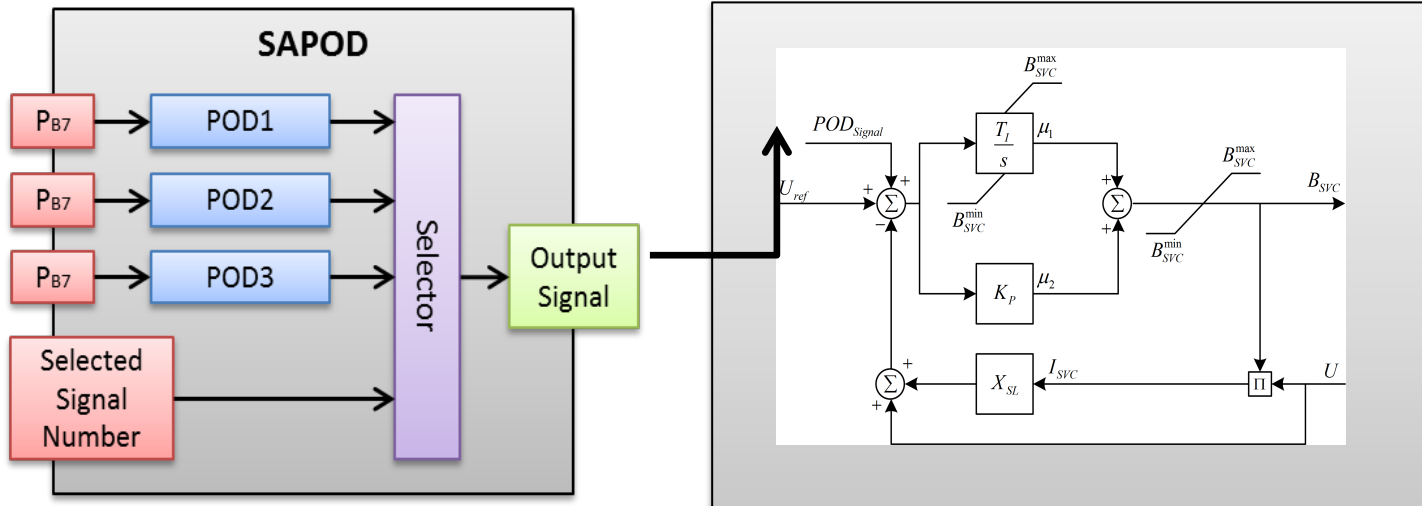 SAPOD
PB7
POD1
PB7
POD2
PB7
POD3
Selected
Signal
Number
Selector
Output
Signal
POD_Signal
U_ref
+
+
−
B_SVC^max
T_I
s
B_SVC^min
μ1
K_P
μ2
Σ
+
+
Σ
B_SVC^max
B_SVC^min
B_SVC
+
+
Σ
X_SL
I_SVC
Π
U